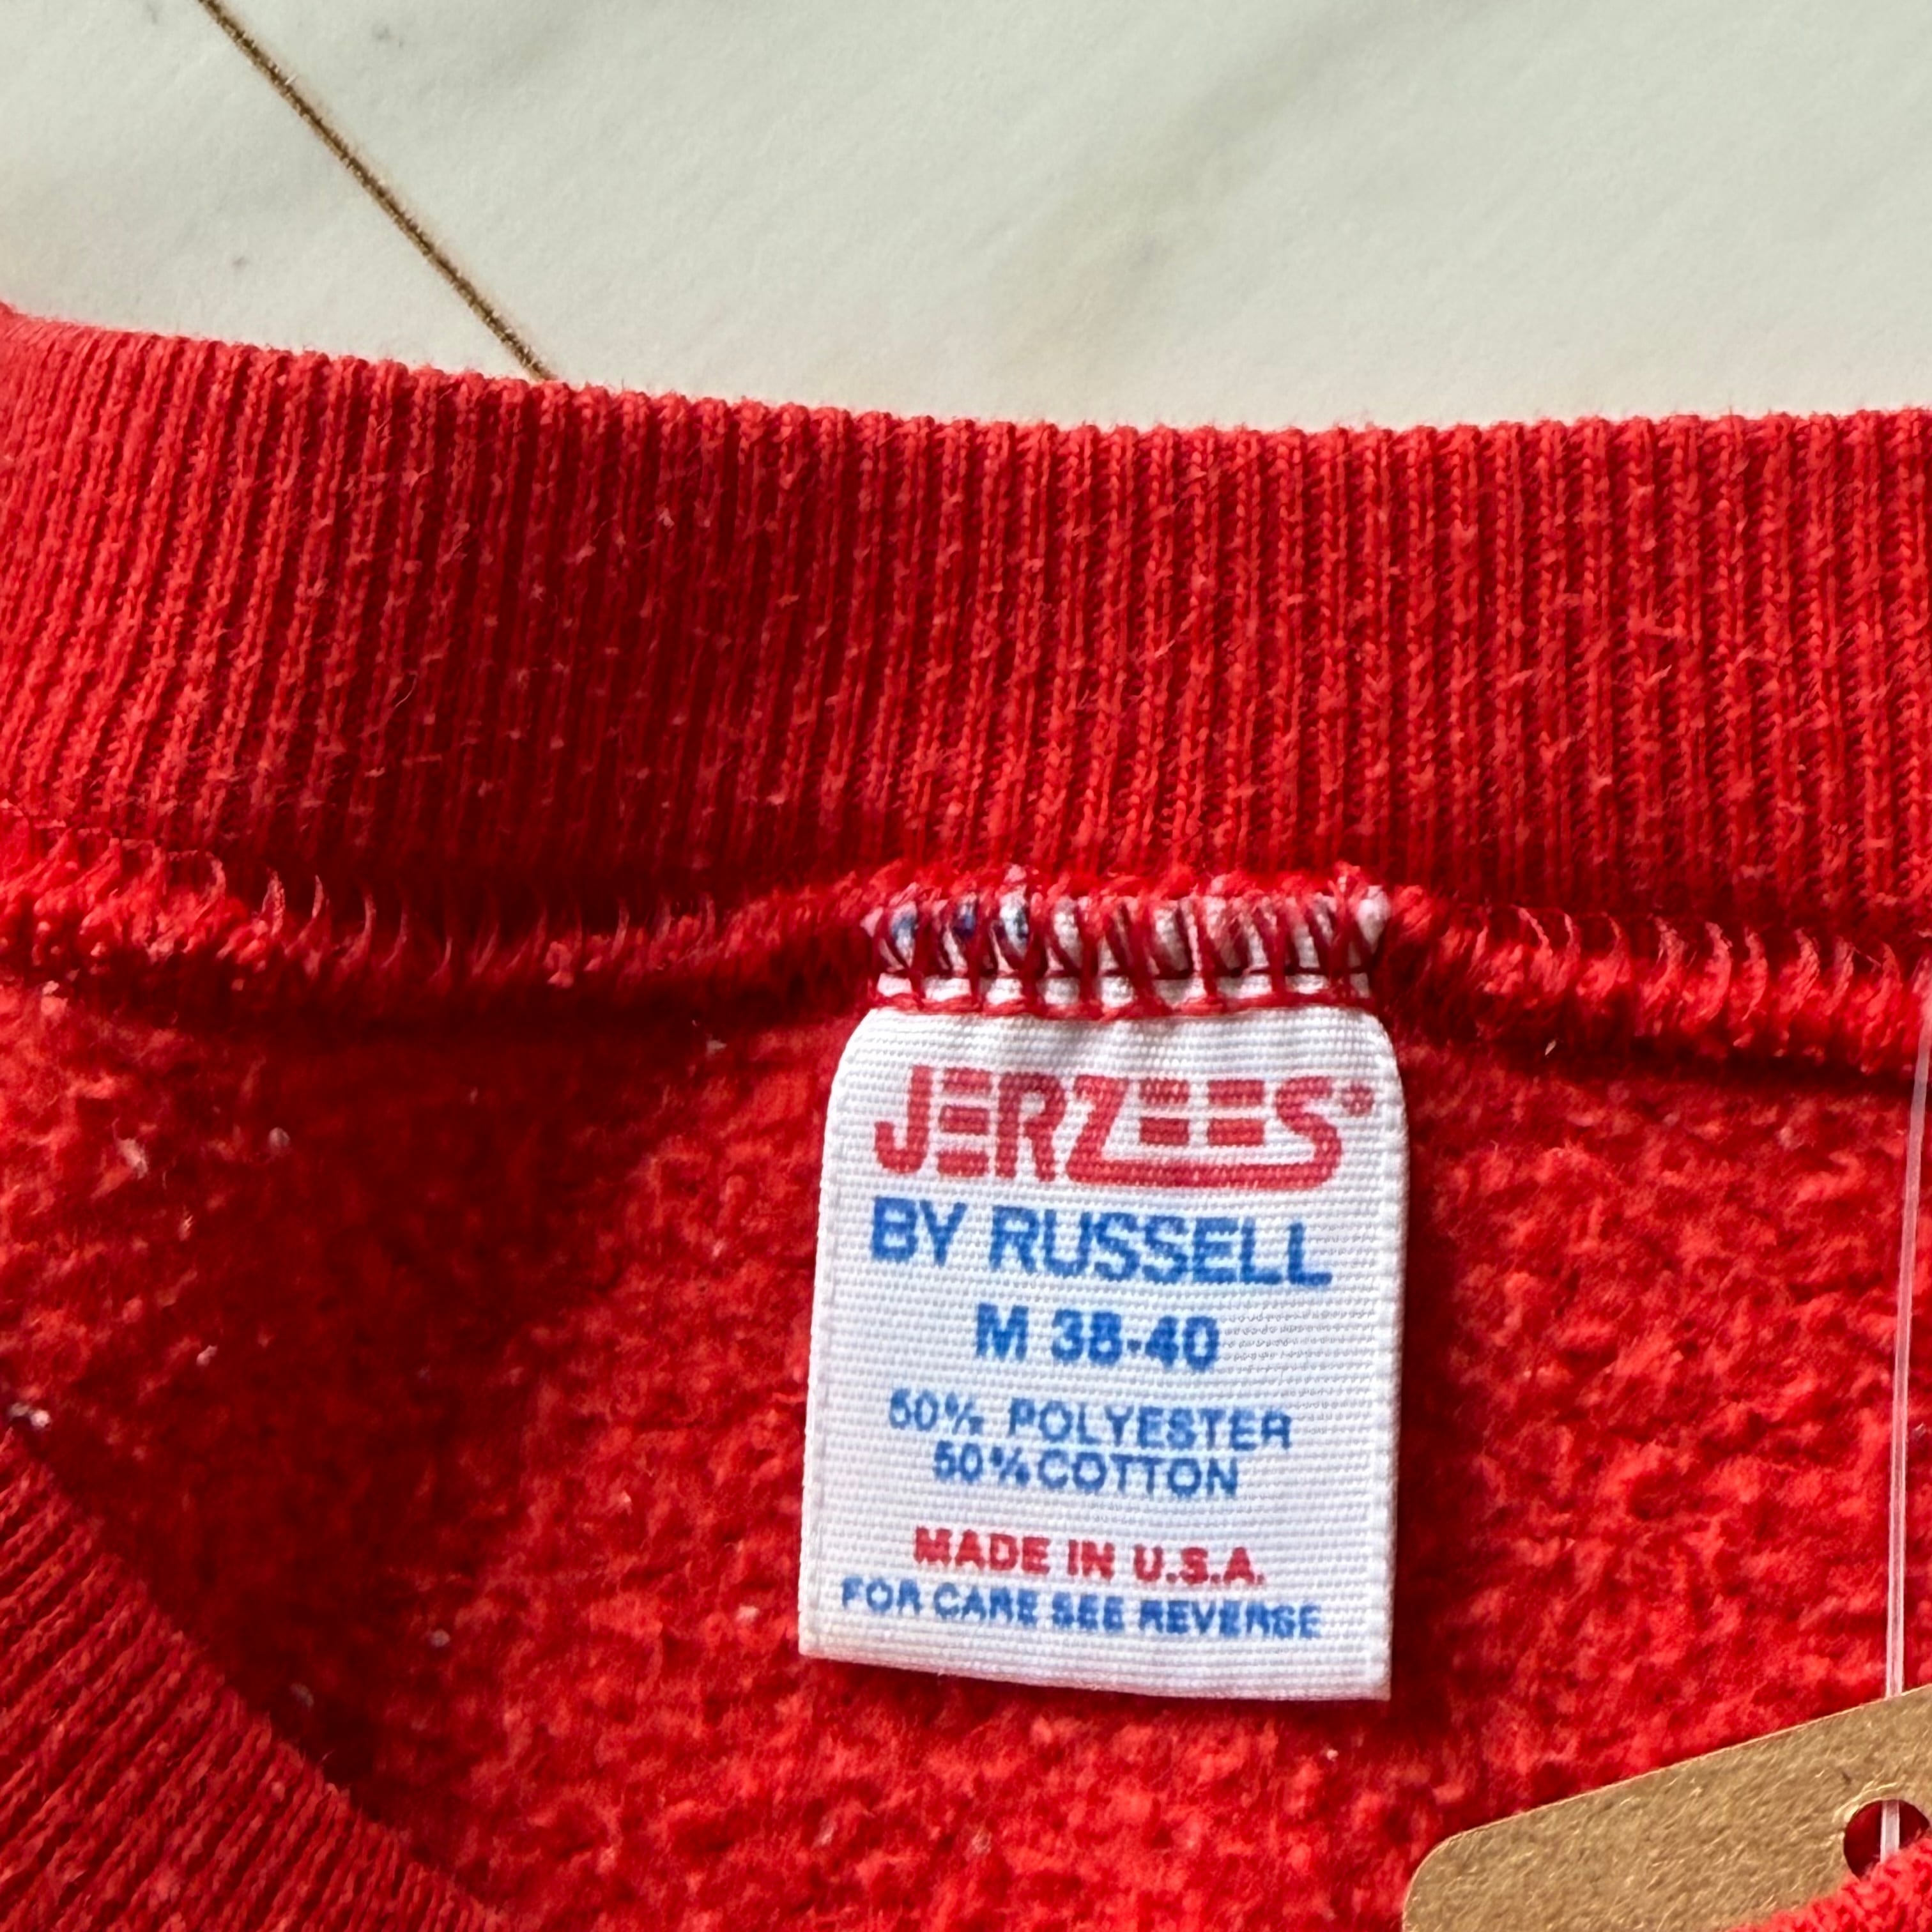 JERZEES®
BY RUSSELL
M 38-40
50% POLYESTER
50% COTTON
MADE IN U.S.A.
FOR CARE SEE REVERSE